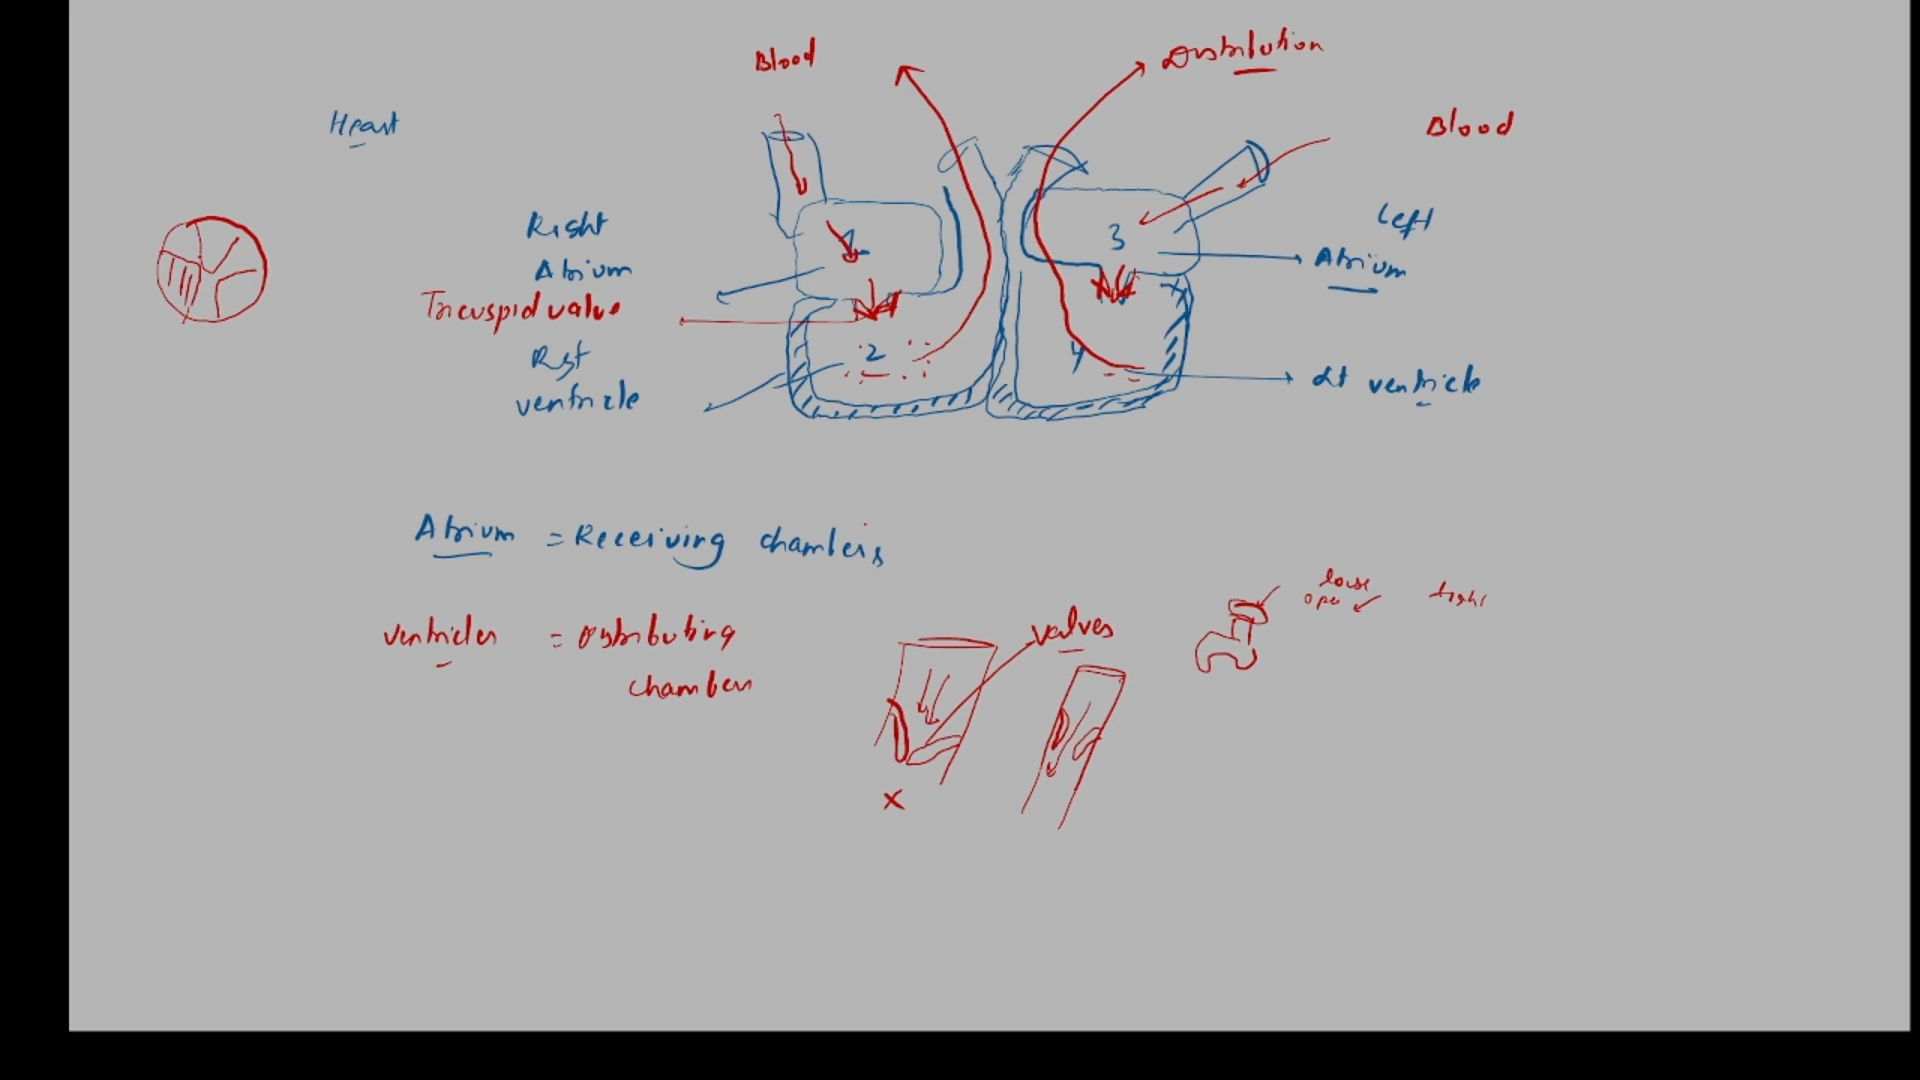 Blood
Distribution
Heart
Blood
Right
Atrium
Left
Atrium
1
3
Tricuspid valve
Rgt
ventricle
2
4
Lt ventricle
Atrium = Receiving chambers
ventricles = Distributing
chambers
valves
loose
open
tight
x